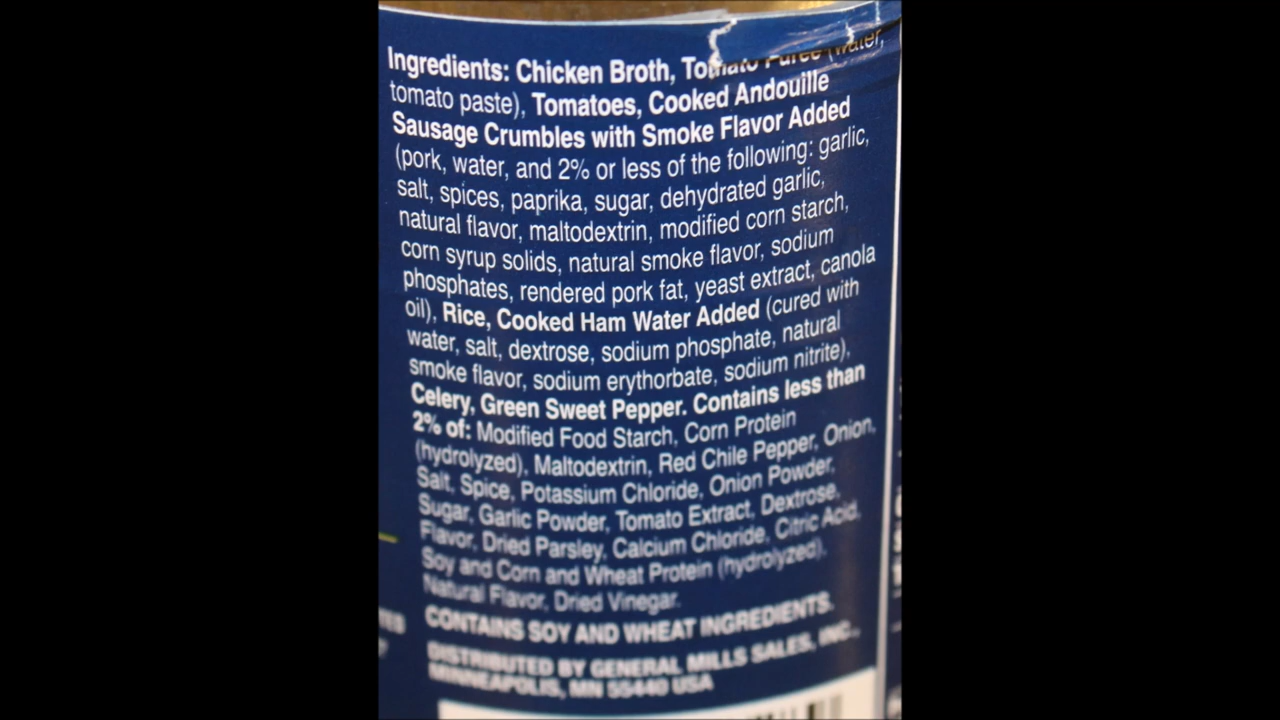 Ingredients: Chicken Broth, Tomato Puree (water,
tomato paste), Tomatoes, Cooked Andouille
Sausage Crumbles with Smoke Flavor Added
(pork, water, and 2% or less of the following: garlic,
salt, spices, paprika, sugar, dehydrated garlic,
natural flavor, maltodextrin, modified corn starch,
corn syrup solids, natural smoke flavor, sodium
phosphates, rendered pork fat, yeast extract, canola
oil), Rice, Cooked Ham Water Added (cured with
water, salt, dextrose, sodium phosphate, natural
smoke flavor, sodium erythorbate, sodium nitrite),
Celery, Green Sweet Pepper. Contains less than
2% of: Modified Food Starch, Corn Protein
(hydrolyzed), Maltodextrin, Red Chile Pepper, Onion,
Salt, Spice, Potassium Chloride, Onion Powder,
Sugar, Garlic Powder, Tomato Extract, Dextrose,
Flavor, Dried Parsley, Calcium Chloride, Citric Acid,
Soy and Corn and Wheat Protein (hydrolyzed),
Natural Flavor, Dried Vinegar.
CONTAINS SOY AND WHEAT INGREDIENTS.
DISTRIBUTED BY GENERAL MILLS SALES, INC.,
MINNEAPOLIS, MN 55440 USA